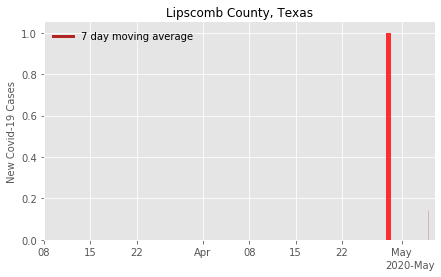 Lipscomb County, Texas
7 day moving average
New Covid-19 Cases
1.0
0.8
0.6
0.4
0.2
0.0
08 15 22 Apr 08 15 22 May
2020-May